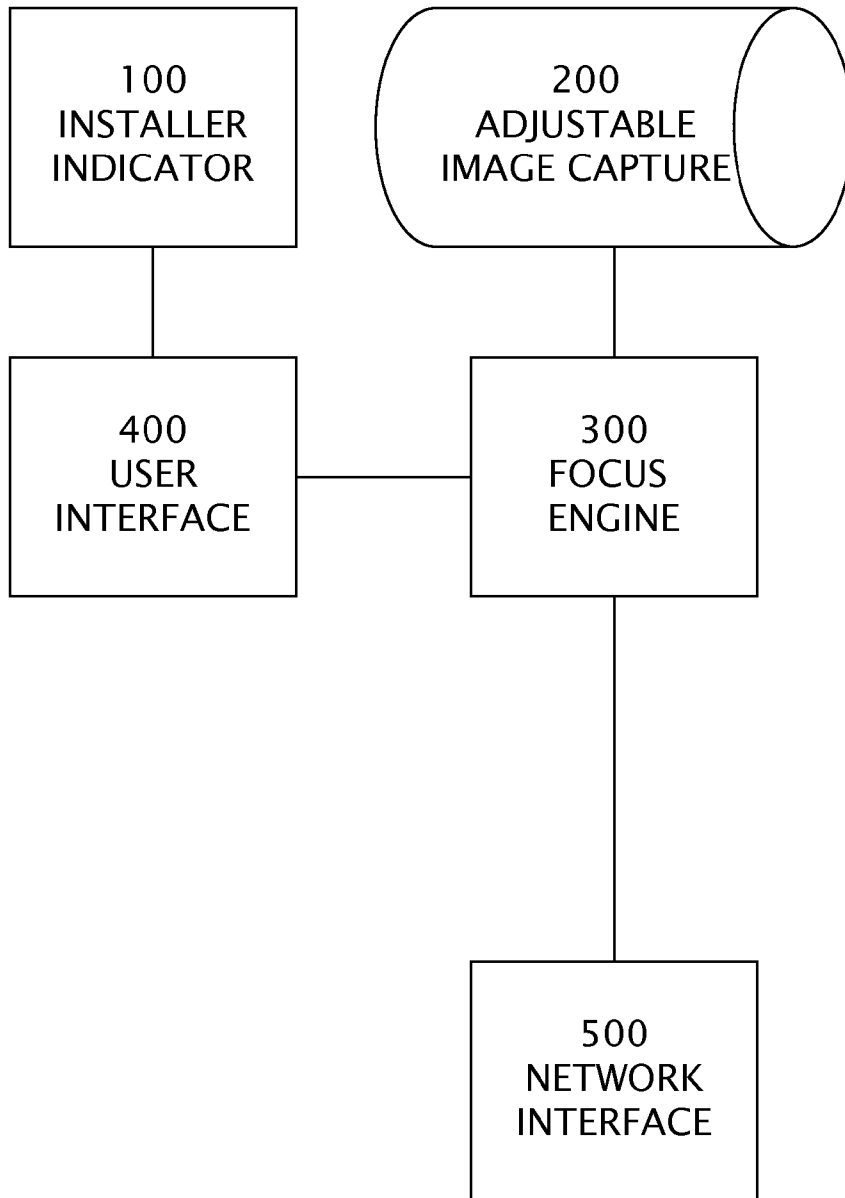 100
INSTALLER
INDICATOR
200
ADJUSTABLE
IMAGE CAPTURE
400
USER
INTERFACE
300
FOCUS
ENGINE
500
NETWORK
INTERFACE